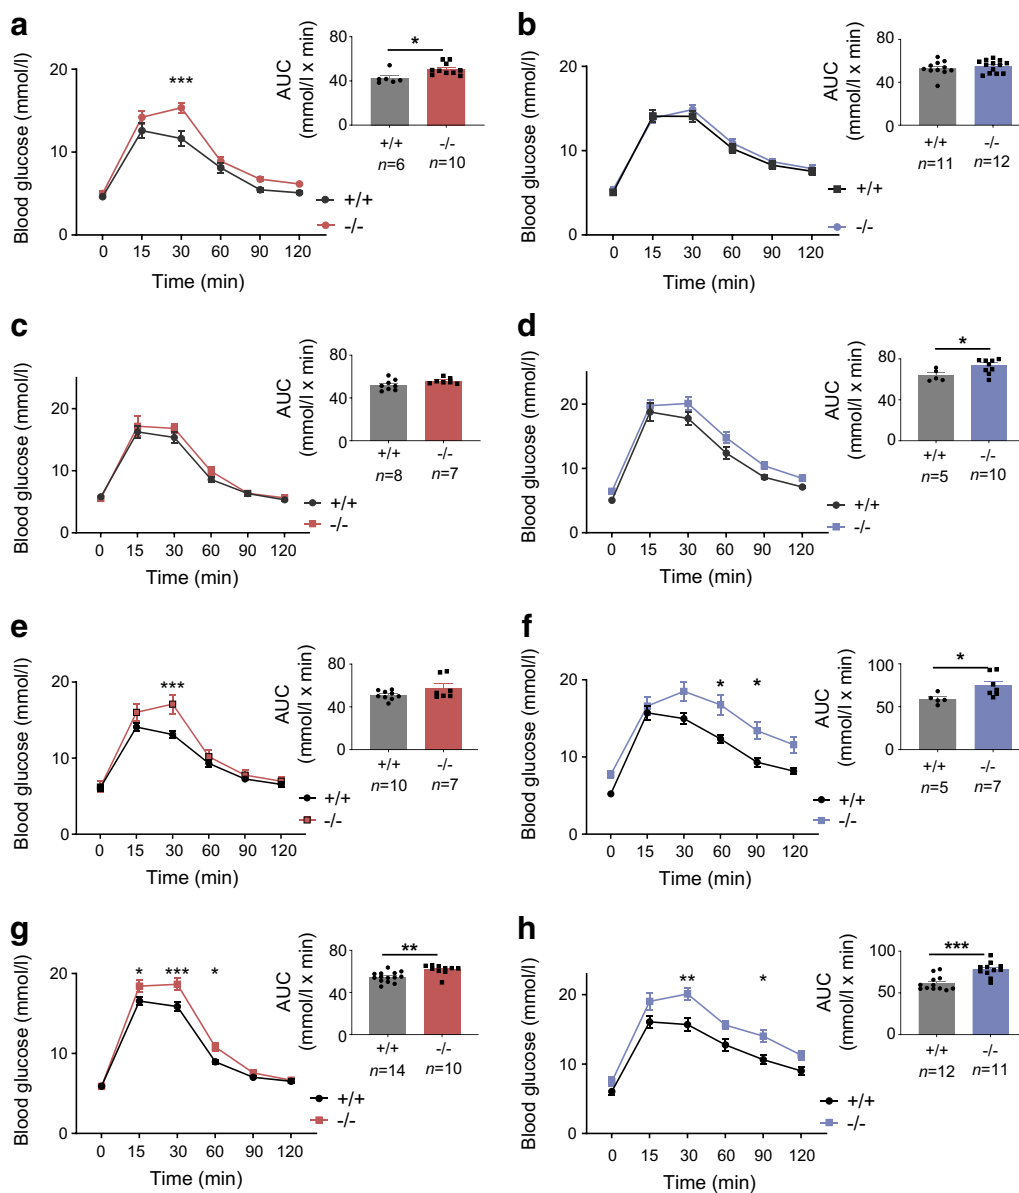 a
Blood glucose (mmol/l)
20
10
0
***
0 15 30 60 90 120
Time (min)
+/+
-/-
AUC
(mmol/l x min)
80
40
0
*
+/+ -/-
n=6 n=10
b
Blood glucose (mmol/l)
20
10
0
0 15 30 60 90 120
Time (min)
+/+
-/-
AUC
(mmol/l x min)
80
40
0
+/+ -/-
n=11 n=12
c
Blood glucose (mmol/l)
20
10
0
0 15 30 60 90 120
Time (min)
+/+
-/-
AUC
(mmol/l x min)
80
40
0
+/+ -/-
n=8 n=7
d
Blood glucose (mmol/l)
20
10
0
0 15 30 60 90 120
Time (min)
+/+
-/-
AUC
(mmol/l x min)
80
40
0
*
+/+ -/-
n=5 n=10
e
Blood glucose (mmol/l)
20
10
0
***
0 15 30 60 90 120
Time (min)
+/+
-/-
AUC
(mmol/l x min)
80
40
0
+/+ -/-
n=10 n=7
f
Blood glucose (mmol/l)
20
10
0
* *
0 15 30 60 90 120
Time (min)
+/+
-/-
AUC
(mmol/l x min)
100
50
0
*
+/+ -/-
n=5 n=7
g
Blood glucose (mmol/l)
20
10
0
* *** *
0 15 30 60 90 120
Time (min)
+/+
-/-
AUC
(mmol/l x min)
80
40
0
**
+/+ -/-
n=14 n=10
h
Blood glucose (mmol/l)
20
10
0
** *
0 15 30 60 90 120
Time (min)
+/+
-/-
AUC
(mmol/l x min)
100
50
0
***
+/+ -/-
n=12 n=11